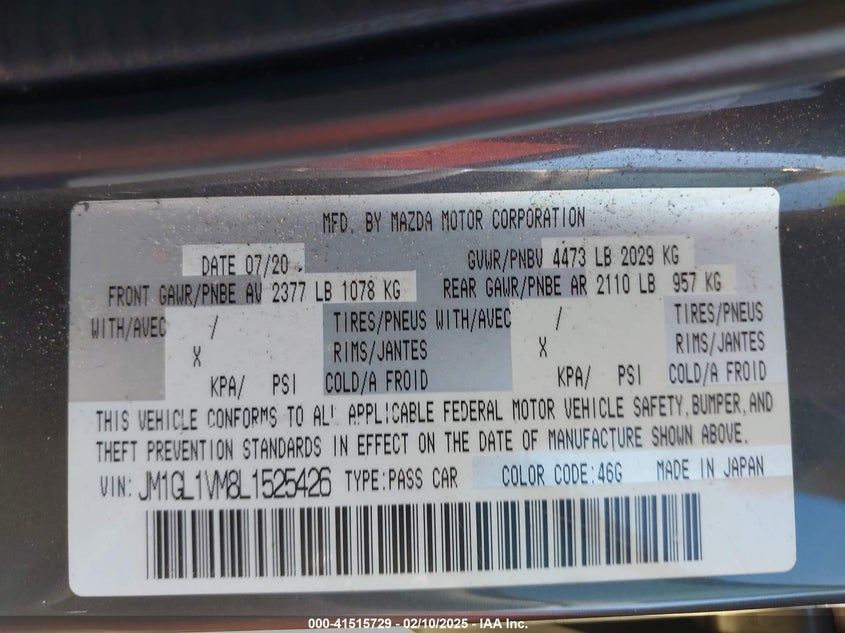 MFD. BY MAZDA MOTOR CORPORATION
DATE 07/20 GVWR/PNBV 4473 LB 2029 KG
FRONT GAWR/PNBE AV 2377 LB 1078 KG REAR GAWR/PNBE AR 2110 LB 957 KG
WITH/AVEC / TIRES/PNEUS WITH/AVEC / TIRES/PNEUS
X RIMS/JANTES X RIMS/JANTES
KPA/ PSI COLD/A FROID KPA/ PSI COLD/A FROID
THIS VEHICLE CONFORMS TO ALL APPLICABLE FEDERAL MOTOR VEHICLE SAFETY,BUMPER,AND
THEFT PREVENTION STANDARDS IN EFFECT ON THE DATE OF MANUFACTURE SHOWN ABOVE.
VIN: JM1GL1VM8L1525426 TYPE:PASS CAR COLOR CODE:46G MADE IN JAPAN
000-41515729 - 02/10/2025 - IAA Inc.